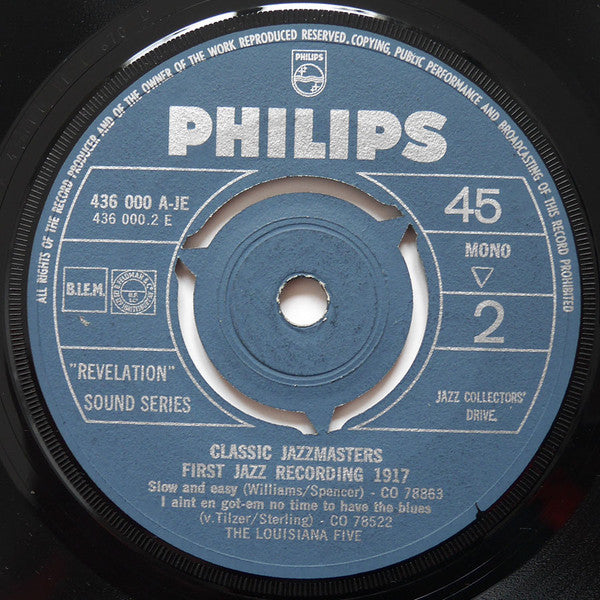 ALL RIGHTS OF THE RECORD PRODUCER AND OF THE OWNER OF THE WORK REPRODUCED RESERVED. COPYING, PUBLIC PERFORMANCE AND BROADCASTING OF THIS RECORD PROHIBITED
PHILIPS
PHILIPS
436 000 A-JE
436 000.2 E
45
MONO
2
B.I.E.M.
"REVELATION"
SOUND SERIES
JAZZ COLLECTORS'
DRIVE.
CLASSIC JAZZMASTERS
FIRST JAZZ RECORDING 1917
Slow and easy (Williams/Spencer) - CO 78863
I aint en got-em no time to have the blues
(v.Tilzer/Sterling) - CO 78522
THE LOUISIANA FIVE